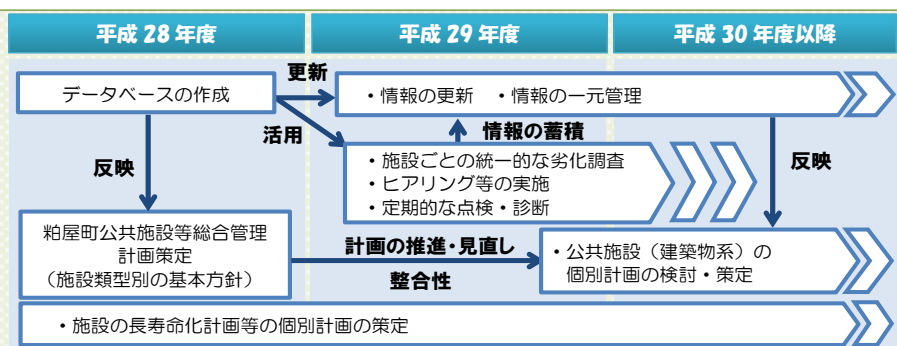 平成 28 年度
平成 29 年度
平成 30 年度以降
データベースの作成
更新
・情報の更新　・情報の一元管理
活用
情報の蓄積
反映
・施設ごとの統一的な劣化調査
・ヒアリング等の実施
・定期的な点検・診断
反映
粕屋町公共施設等総合管理
計画策定
（施設類型別の基本方針）
計画の推進・見直し
整合性
・公共施設（建築物系）の
個別計画の検討・策定
・施設の長寿命化計画等の個別計画の策定